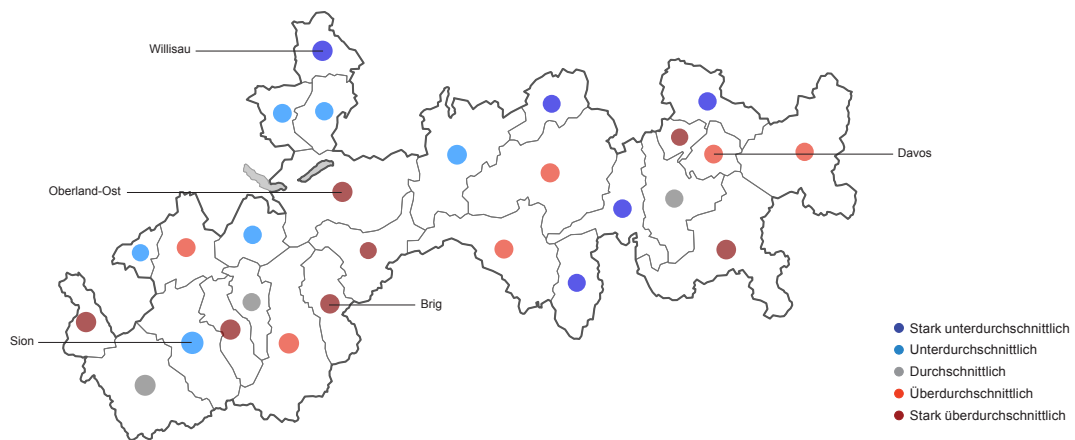 Willisau
Davos
Oberland-Ost
Brig
Sion
Stark unterdurchschnittlich
Unterdurchschnittlich
Durchschnittlich
Überdurchschnittlich
Stark überdurchschnittlich